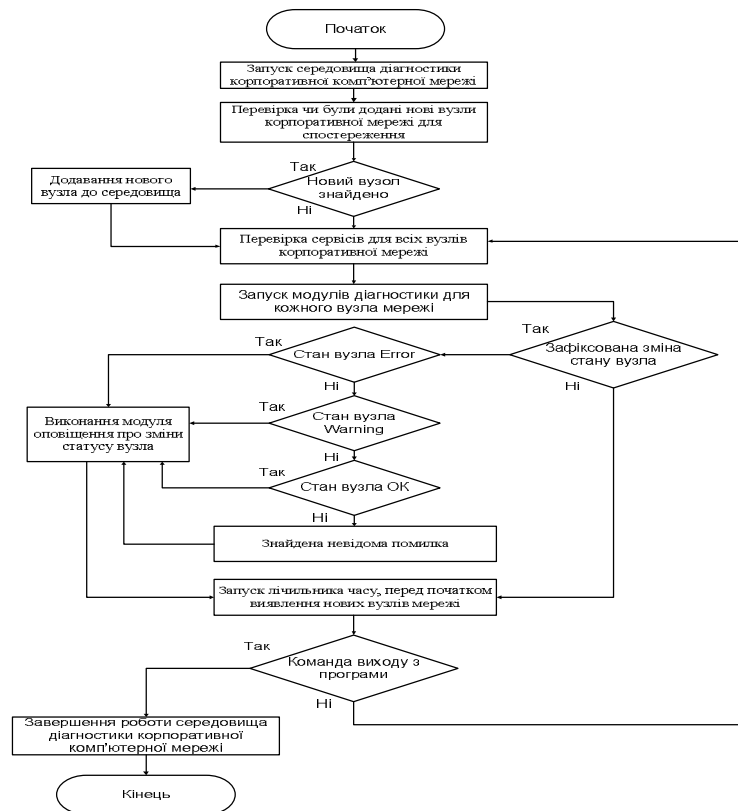 Початок
Запуск середовища діагностики
корпоративної комп'ютерної мережі
Перевірка чи були додані нові вузли
корпоративної мережі для
спостереження
Так
Новий вузол
знайдено
Додавання нового
вузла до середовища
Ні
Перевірка сервісів для всіх вузлів
корпоративної мережі
Запуск модулів діагностики для
кожного вузла мережі
Так
Зафіксована зміна
стану вузла
Ні
Так
Стан вузла Error
Ні
Так
Стан вузла
Warning
Ні
Виконання модуля
оповіщення про зміни
статусу вузла
Так
Стан вузла OK
Ні
Знайдена невідома помилка
Запуск лічильника часу, перед початком
виявлення нових вузлів мережі
Так
Команда виходу з
програми
Ні
Завершення роботи середовища
діагностики корпоративної
комп'ютерної мережі
Кінець